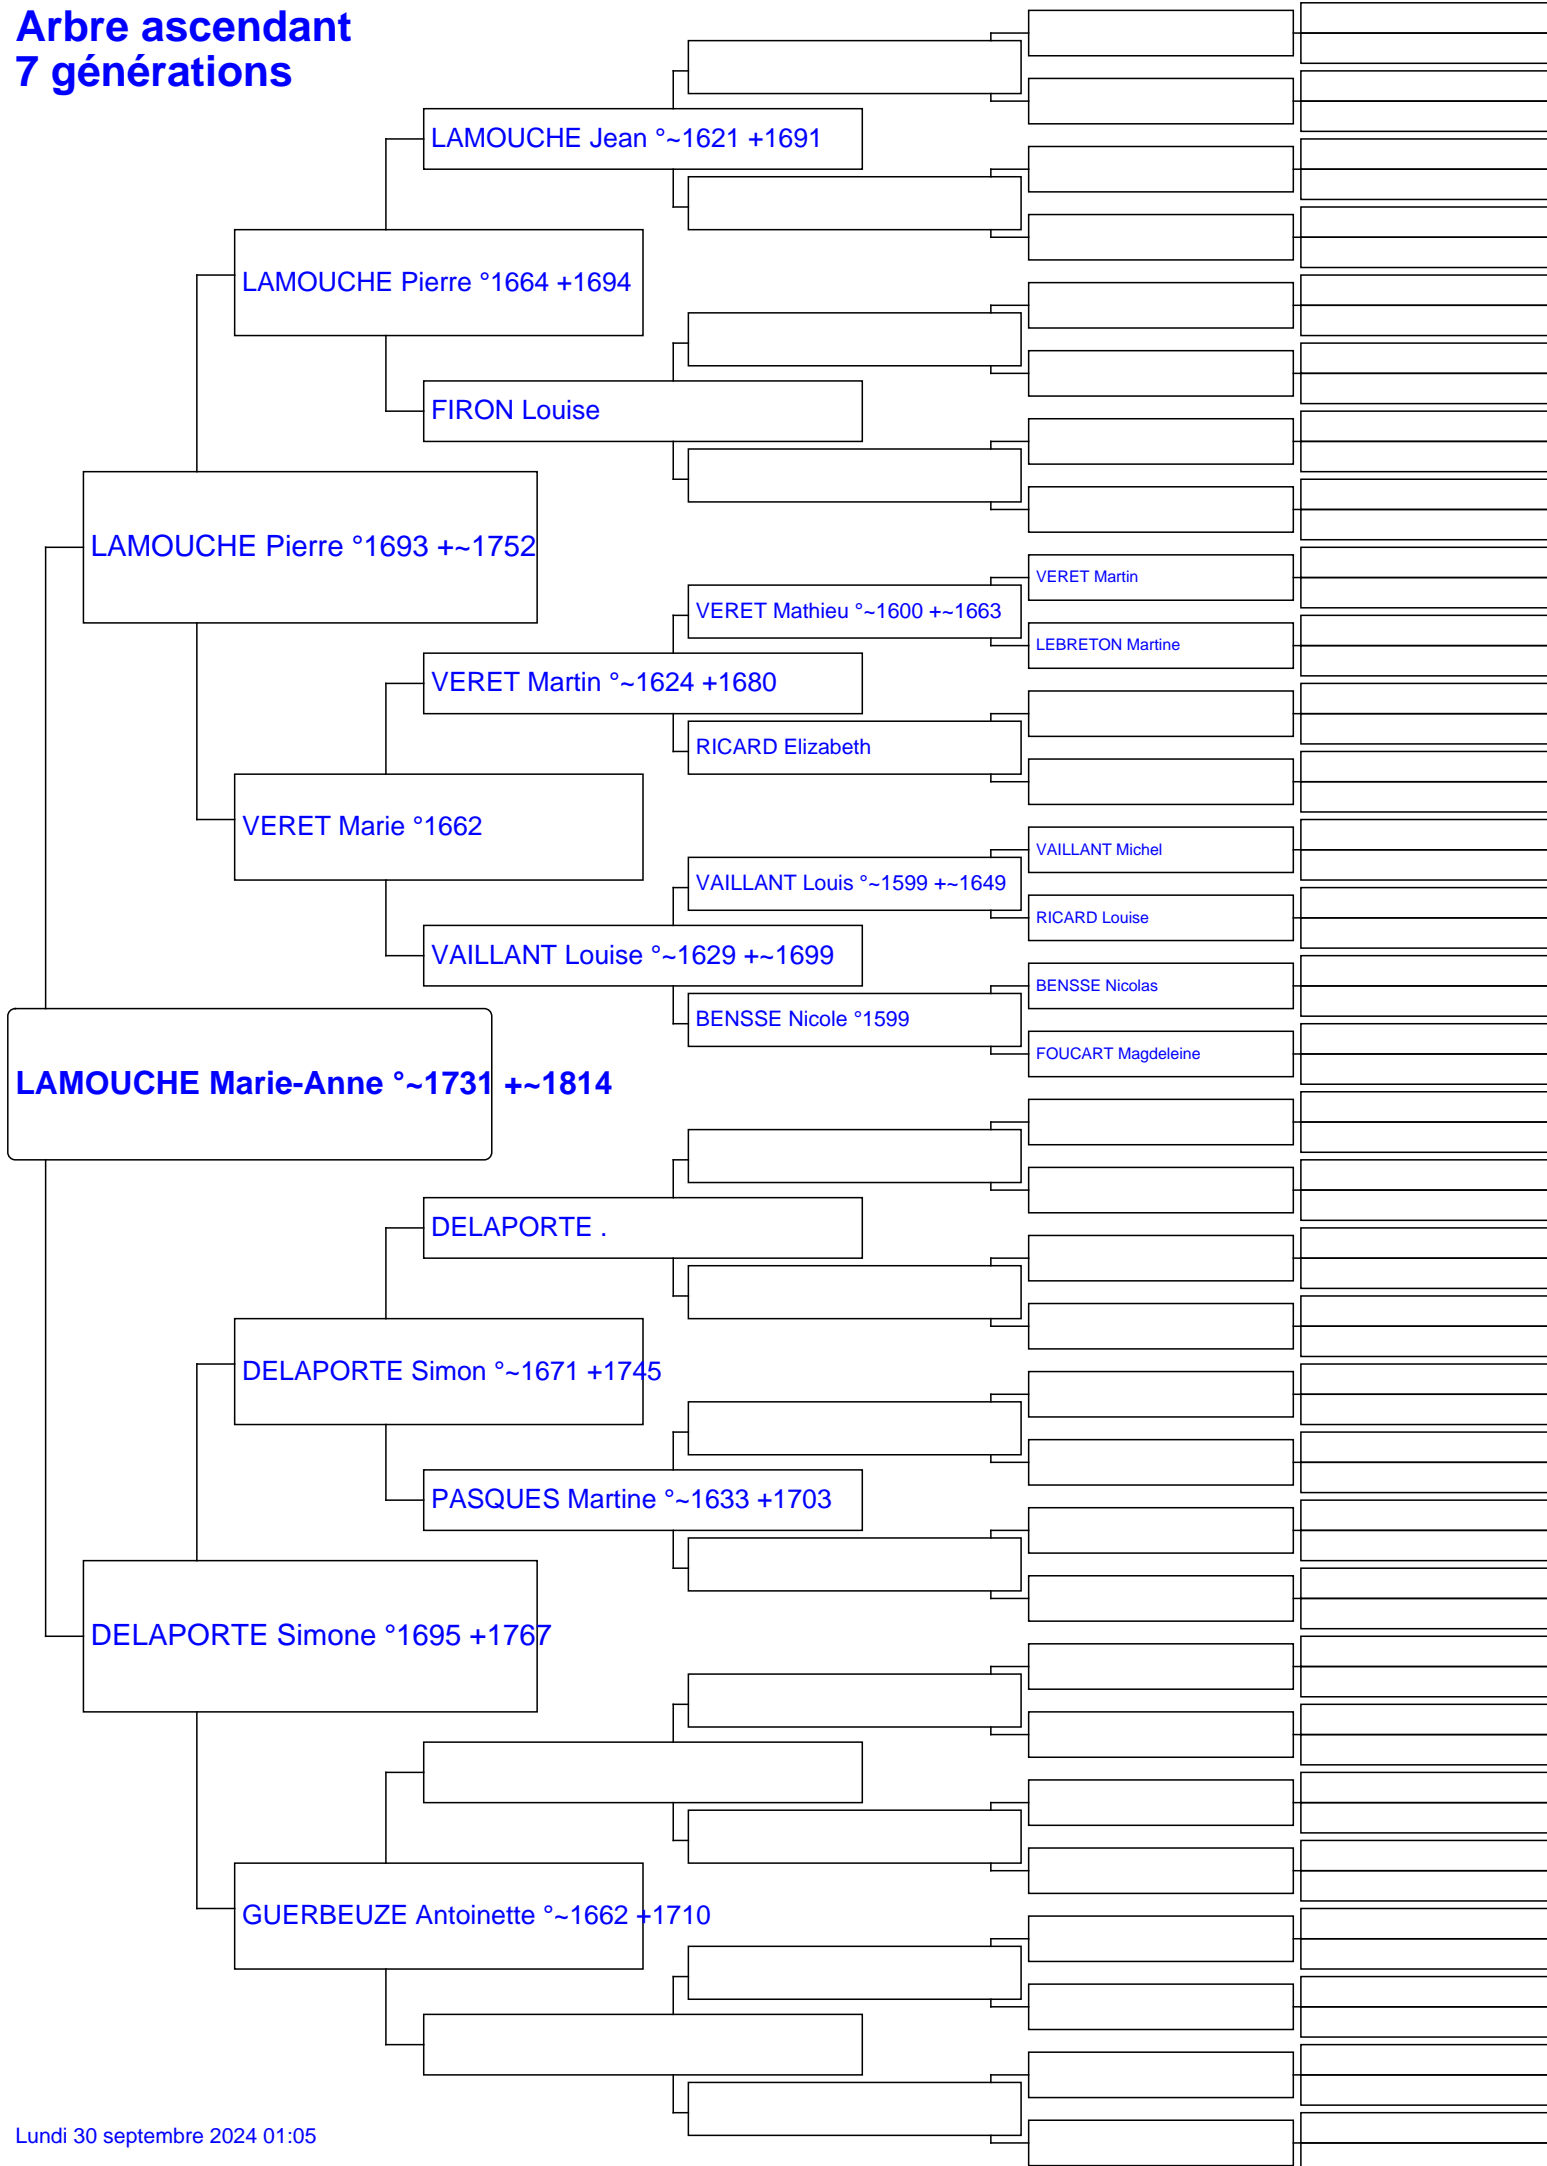 Arbre ascendant
7 générations
LAMOUCHE Jean °~1621 +1691
LAMOUCHE Pierre °1664 +1694
FIRON Louise
LAMOUCHE Pierre °1693 +~1752
VERET Martin
VERET Mathieu °~1600 +~1663
LEBRETON Martine
VERET Martin °~1624 +1680
RICARD Elizabeth
VERET Marie °1662
VAILLANT Michel
VAILLANT Louis °~1599 +~1649
RICARD Louise
VAILLANT Louise °~1629 +~1699
BENSSE Nicolas
BENSSE Nicole °1599
FOUCART Magdeleine
LAMOUCHE Marie-Anne °~1731 +~1814
DELAPORTE .
DELAPORTE Simon °~1671 +1745
PASQUES Martine °~1633 +1703
DELAPORTE Simone °1695 +1767
GUERBEUZE Antoinette °~1662 +1710
Lundi 30 septembre 2024 01:05